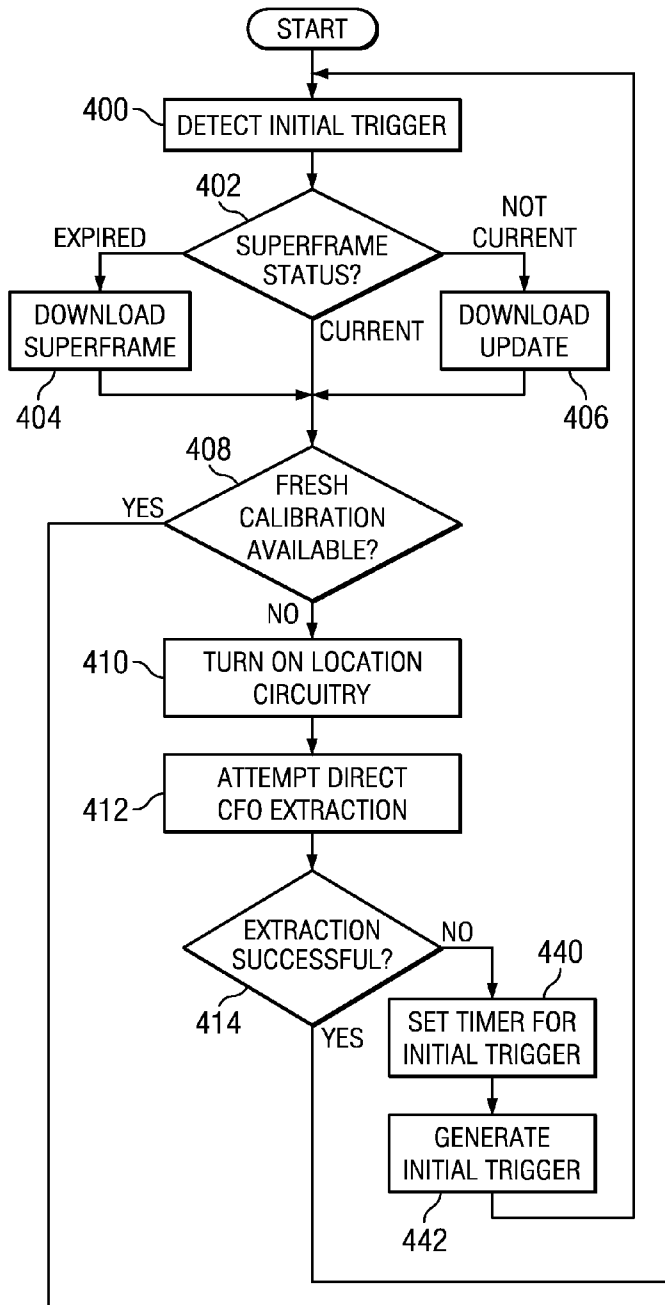 START
400
DETECT INITIAL TRIGGER
402
EXPIRED
SUPERFRAME
STATUS?
NOT
CURRENT
DOWNLOAD
SUPERFRAME
404
CURRENT
DOWNLOAD
UPDATE
406
408
YES
FRESH
CALIBRATION
AVAILABLE?
NO
410
TURN ON LOCATION
CIRCUITRY
412
ATTEMPT DIRECT
CFO EXTRACTION
EXTRACTION
SUCCESSFUL?
414
NO
YES
440
SET TIMER FOR
INITIAL TRIGGER
GENERATE
INITIAL TRIGGER
442